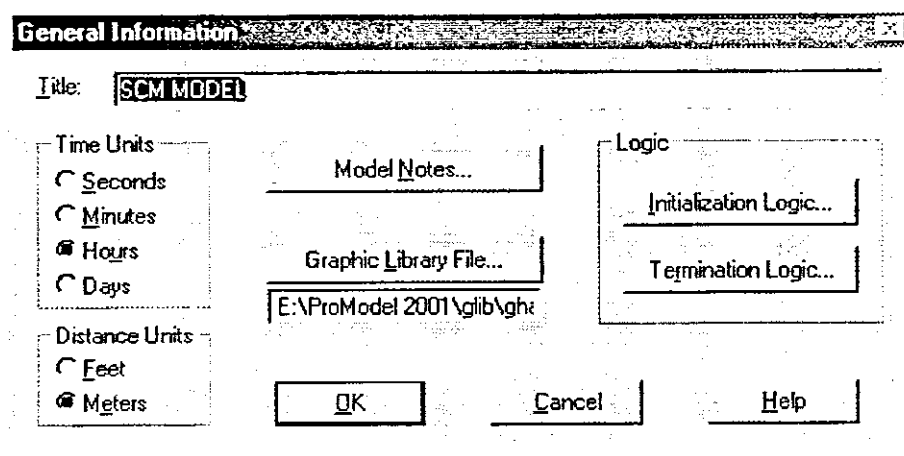 General Information
Title: SCM MODEL
Time Units
Seconds
Minutes
Hours
Days
Distance Units
Feet
Meters
Model Notes...
Graphic Library File...
E:\ProModel 2001\glib\gha
Logic
Initialization Logic...
Termination Logic...
OK
Cancel
Help